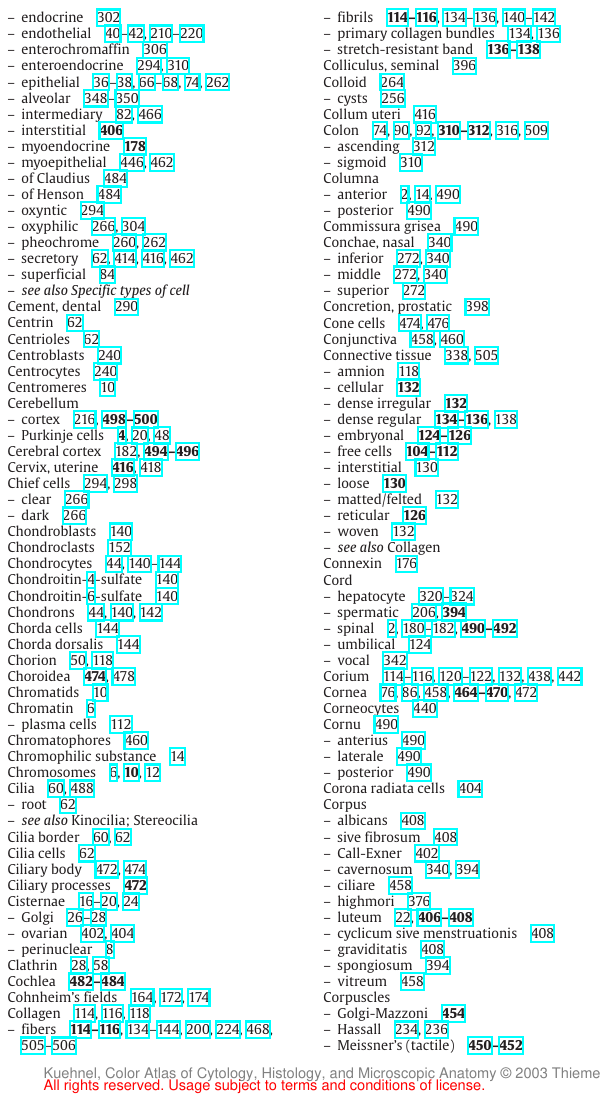 – endocrine 302
– endothelial 40–42, 210–220
– enterochromaffin 306
– enteroendocrine 294, 310
– epithelial 36–38, 66–68, 74, 262
– alveolar 348–350
– intermediary 82, 466
– interstitial 406
– myoendocrine 178
– myoepithelial 446, 462
– of Claudius 484
– of Henson 484
– oxyntic 294
– oxyphilic 266, 304
– pheochrome 260, 262
– secretory 62, 414, 416, 462
– superficial 84
– see also Specific types of cell
Cement, dental 290
Centrin 62
Centrioles 62
Centroblasts 240
Centrocytes 240
Centromeres 10
Cerebellum
– cortex 216, 498–500
– Purkinje cells 4, 20, 48
Cerebral cortex 182, 494–496
Cervix, uterine 416, 418
Chief cells 294, 298
– clear 266
– dark 266
Chondroblasts 140
Chondroclasts 152
Chondrocytes 44, 140–144
Chondroitin-4-sulfate 140
Chondroitin-6-sulfate 140
Chondrons 44, 140, 142
Chorda cells 144
Chorda dorsalis 144
Chorion 50, 118
Choroidea 474, 478
Chromatids 10
Chromatin 6
– plasma cells 112
Chromatophores 460
Chromophilic substance 14
Chromosomes 6, 10, 12
Cilia 60, 488
– root 62
– see also Kinocilia; Stereocilia
Cilia border 60, 62
Cilia cells 62
Ciliary body 472, 474
Ciliary processes 472
Cisternae 16–20, 24
– Golgi 26–28
– ovarian 402, 404
– perinuclear 8
Clathrin 28, 58
Cochlea 482–484
Cohnheim's fields 164, 172, 174
Collagen 114, 116, 118
– fibers 114–116, 134–144, 200, 224, 468,
505–506
– fibrils 114–116, 134–136, 140–142
– primary collagen bundles 134, 136
– stretch-resistant band 136–138
Colliculus, seminal 396
Colloid 264
– cysts 256
Collum uteri 416
Colon 74, 90, 92, 310–312, 316, 509
– ascending 312
– sigmoid 310
Columna
– anterior 2, 14, 490
– posterior 490
Commissura grisea 490
Conchae, nasal 340
– inferior 272, 340
– middle 272, 340
– superior 272
Concretion, prostatic 398
Cone cells 474, 476
Conjunctiva 458, 460
Connective tissue 338, 505
– amnion 118
– cellular 132
– dense irregular 132
– dense regular 134–136, 138
– embryonal 124–126
– free cells 104–112
– interstitial 130
– loose 130
– matted/felted 132
– reticular 126
– woven 132
– see also Collagen
Connexin 176
Cord
– hepatocyte 320–324
– spermatic 206, 394
– spinal 2, 180–182, 490–492
– umbilical 124
– vocal 342
Corium 114–116, 120–122, 132, 438, 442
Cornea 76, 86, 458, 464–470, 472
Corneocytes 440
Cornu 490
– anterius 490
– laterale 490
– posterior 490
Corona radiata cells 404
Corpus
– albicans 408
– sive fibrosum 408
– Call-Exner 402
– cavernosum 340, 394
– ciliare 458
– highmori 376
– luteum 22, 406–408
– cyclicum sive menstruationis 408
– graviditatis 408
– spongiosum 394
– vitreum 458
Corpuscles
– Golgi-Mazzoni 454
– Hassall 234, 236
– Meissner's (tactile) 450–452
Kuehnel, Color Atlas of Cytology, Histology, and Microscopic Anatomy © 2003 Thieme
All rights reserved. Usage subject to terms and conditions of license.